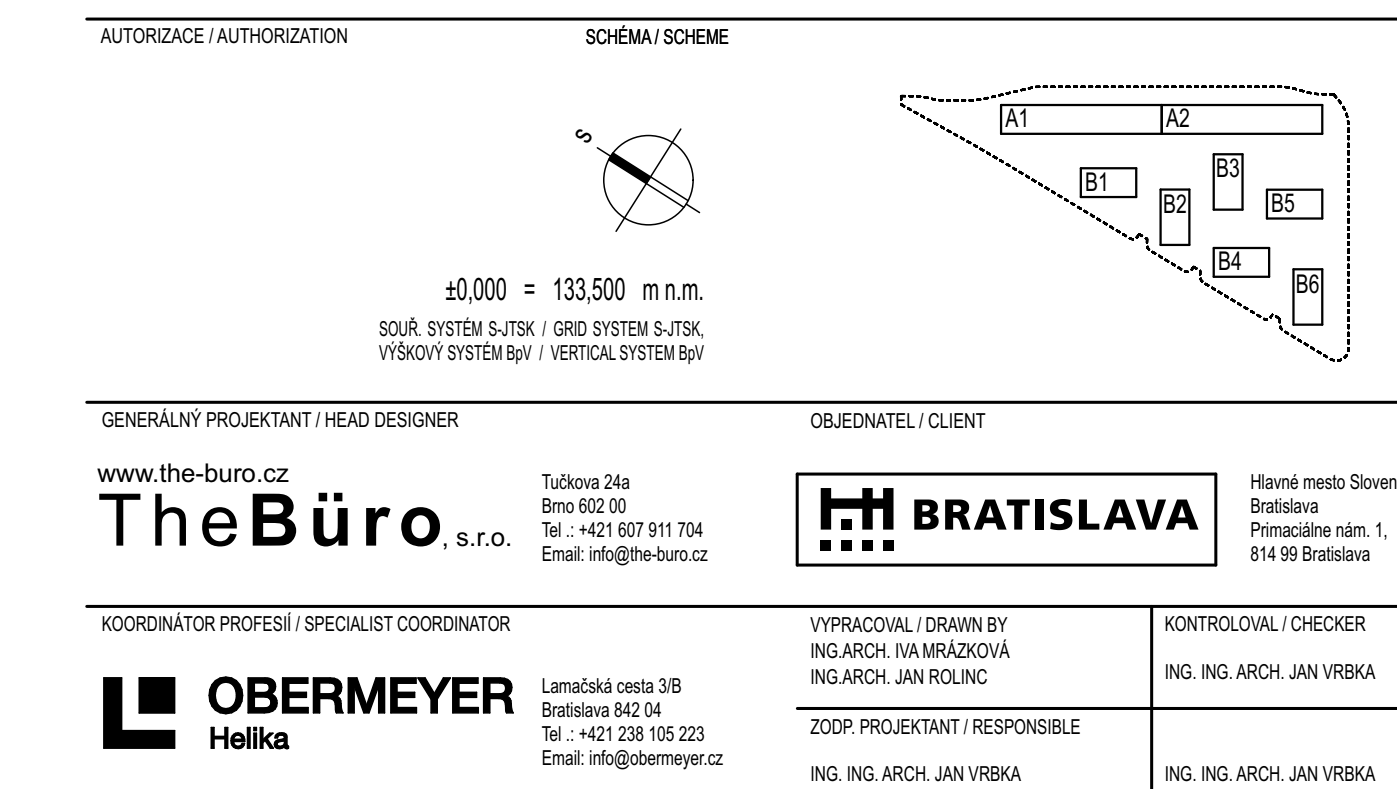 AUTORIZACE / AUTHORIZATION
SCHÉMA / SCHEME
S
A1
A2
B1
B2
B3
B5
B4
B6
±0,000 = 133,500 m n.m.
SOUŘ. SYSTÉM S-JTSK / GRID SYSTEM S-JTSK,
VÝŠKOVÝ SYSTÉM BpV / VERTICAL SYSTEM BpV
GENERÁLNÝ PROJEKTANT / HEAD DESIGNER
www.the-buro.cz
TheBüro, s.r.o.
Tučkova 24a
Brno 602 00
Tel .: +421 607 911 704
Email: info@the-buro.cz
OBJEDNATEL / CLIENT
BRATISLAVA
Hlavné mesto Sloven
Bratislava
Primaciálne nám. 1,
814 99 Bratislava
KOORDINÁTOR PROFESIÍ / SPECIALIST COORDINATOR
OBERMEYER
Helika
Lamačská cesta 3/B
Bratislava 842 04
Tel .: +421 238 105 223
Email: info@obermeyer.cz
VYPRACOVAL / DRAWN BY
ING.ARCH. IVA MRÁZKOVÁ
ING.ARCH. JAN ROLINC
KONTROLOVAL / CHECKER
ING. ING. ARCH. JAN VRBKA
ZODP. PROJEKTANT / RESPONSIBLE
ING. ING. ARCH. JAN VRBKA
ING. ING. ARCH. JAN VRBKA